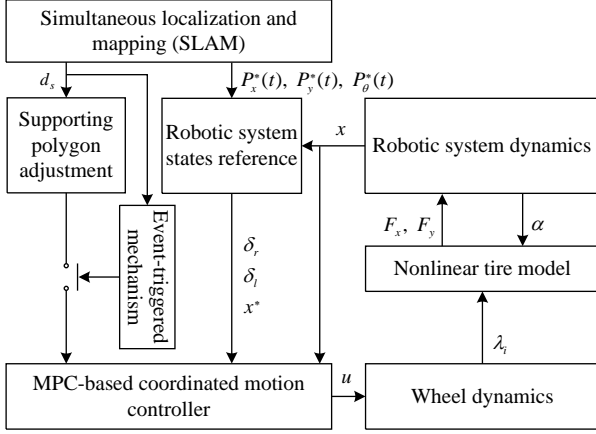 Simultaneous localization and
mapping (SLAM)
d_s
P_x^*(t), P_y^*(t), P_θ^*(t)
Supporting
polygon
adjustment
Robotic system
states reference
x
Robotic system dynamics
Event-triggered
mechanism
δ_r
δ_l
x^*
F_x, F_y
α
Nonlinear tire model
λ_i
MPC-based coordinated motion
controller
u
Wheel dynamics